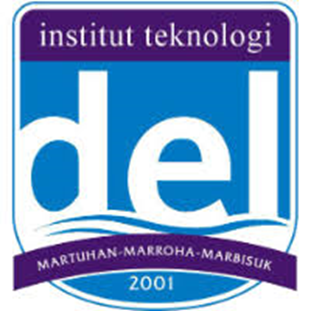 institut teknologi
del
MARTUHAN-MARROHA-MARBISUK
2001